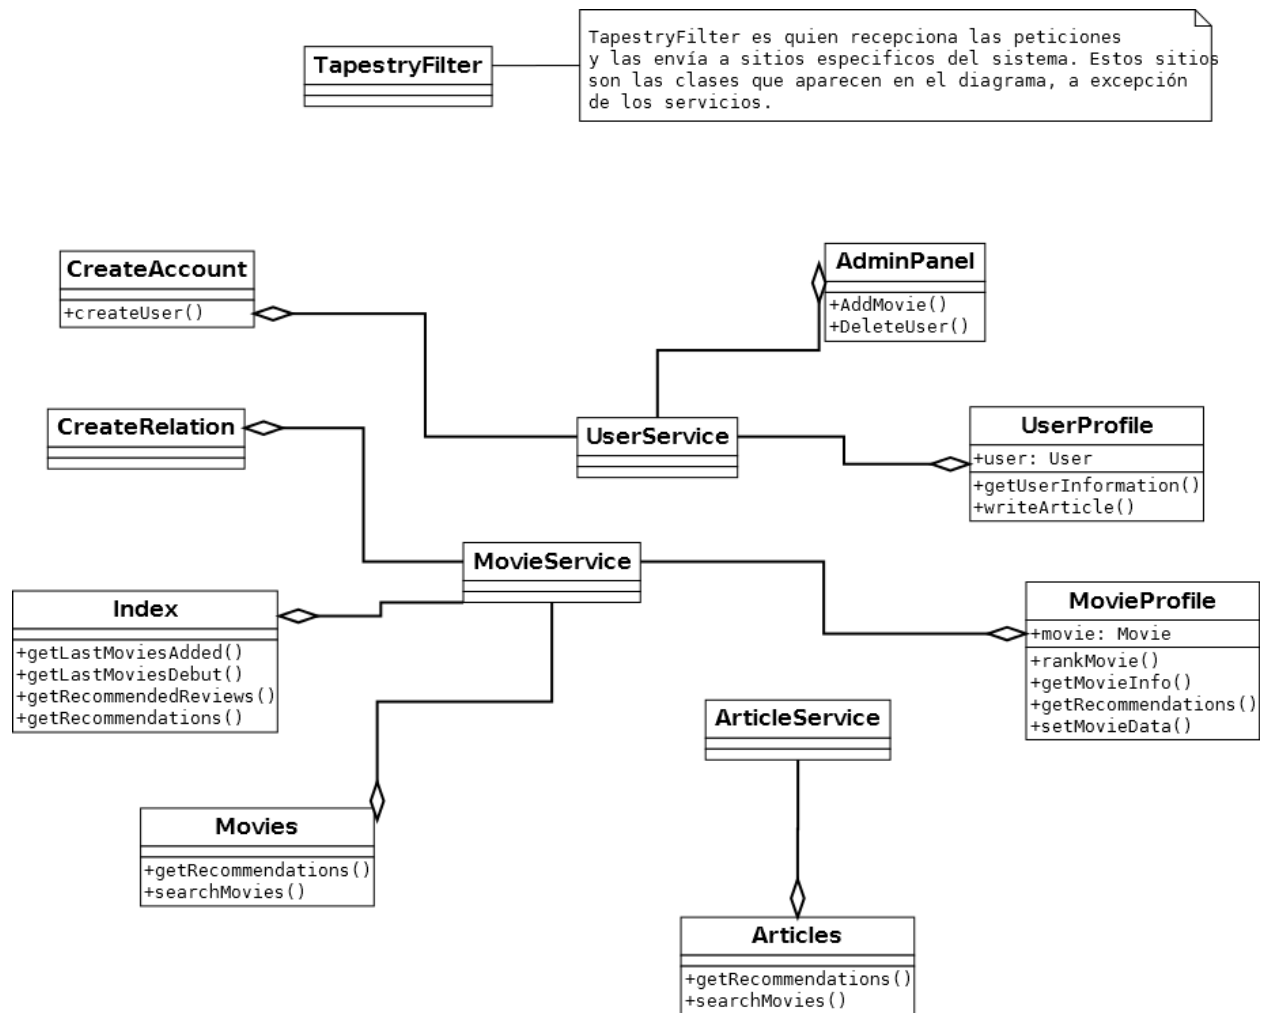 TapestryFilter
TapestryFilter es quien recepciona las peticiones
y las envía a sitios especificos del sistema. Estos sitios
son las clases que aparecen en el diagrama, a excepción
de los servicios.
CreateAccount
+createUser()
AdminPanel
+AddMovie()
+DeleteUser()
CreateRelation
UserService
UserProfile
+user: User
+getUserInformation()
+writeArticle()
MovieService
Index
+getLastMoviesAdded()
+getLastMoviesDebut()
+getRecommendedReviews()
+getRecommendations()
MovieProfile
+movie: Movie
+rankMovie()
+getMovieInfo()
+getRecommendations()
+setMovieData()
ArticleService
Movies
+getRecommendations()
+searchMovies()
Articles
+getRecommendations()
+searchMovies()